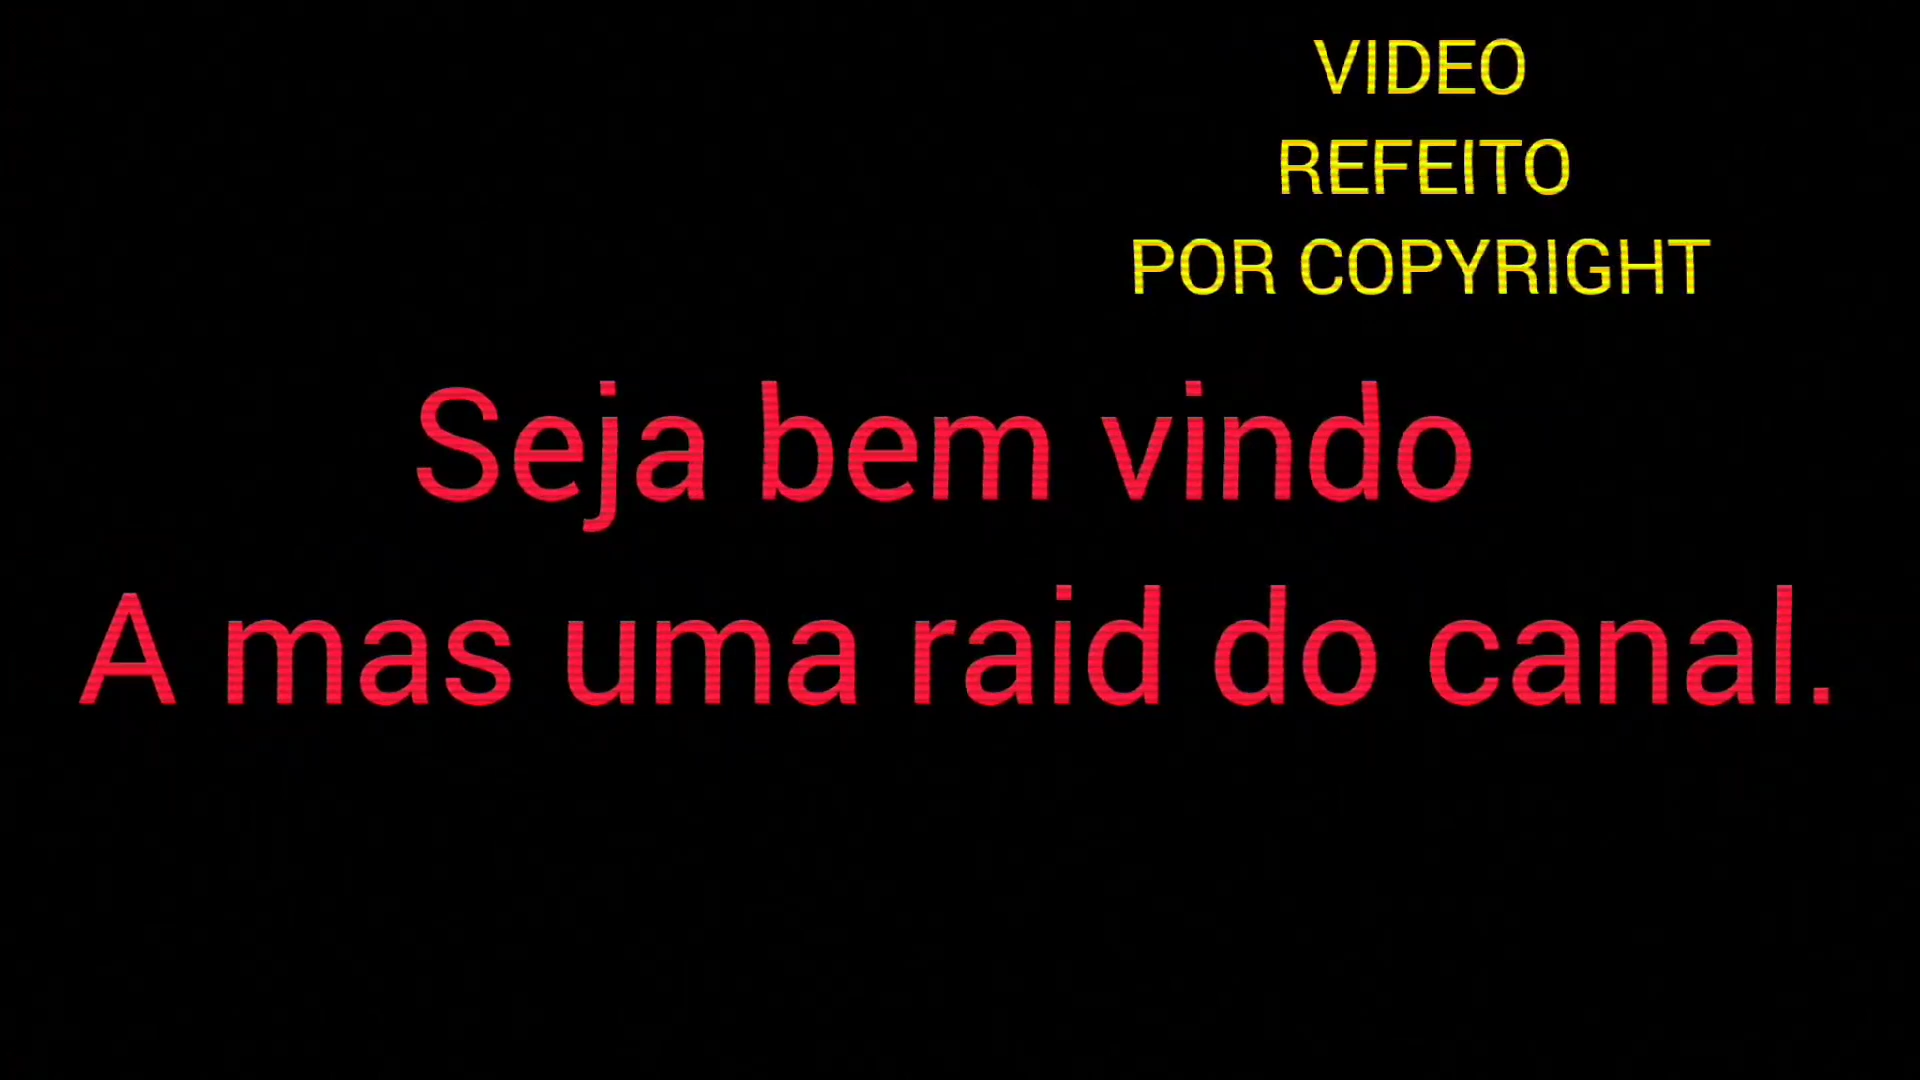 VIDEO
REFEITO
POR COPYRIGHT
Seja bem vindo
A mas uma raid do canal.